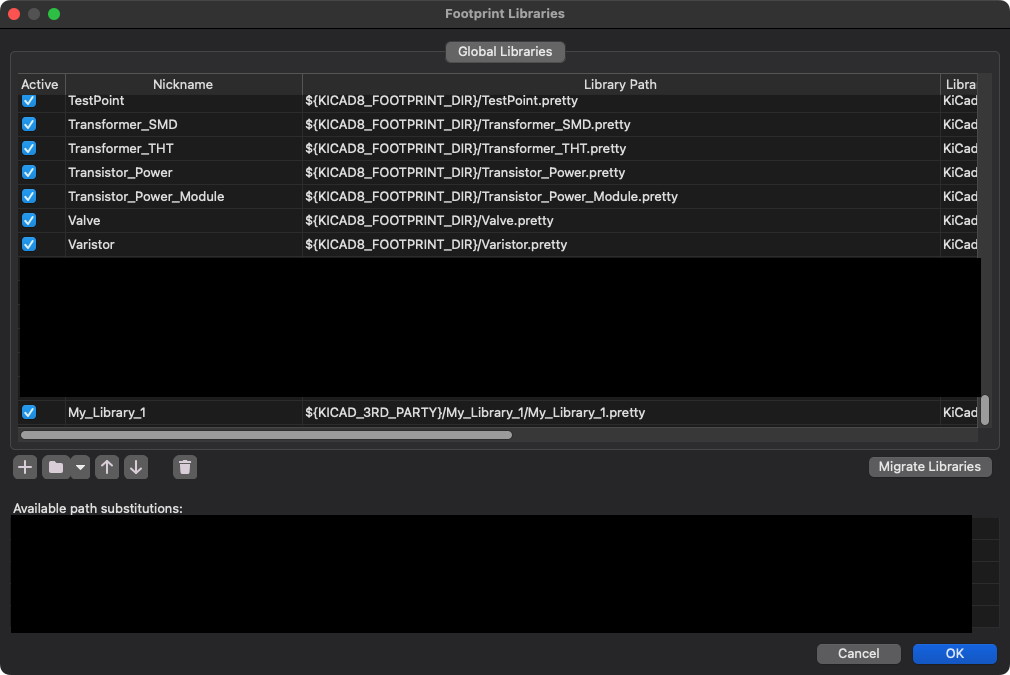 Footprint Libraries
Global Libraries
Active Nickname Library Path Libra
TestPoint ${KICAD8_FOOTPRINT_DIR}/TestPoint.pretty KiCad
Transformer_SMD ${KICAD8_FOOTPRINT_DIR}/Transformer_SMD.pretty KiCad
Transformer_THT ${KICAD8_FOOTPRINT_DIR}/Transformer_THT.pretty KiCad
Transistor_Power ${KICAD8_FOOTPRINT_DIR}/Transistor_Power.pretty KiCad
Transistor_Power_Module ${KICAD8_FOOTPRINT_DIR}/Transistor_Power_Module.pretty KiCad
Valve ${KICAD8_FOOTPRINT_DIR}/Valve.pretty KiCad
Varistor ${KICAD8_FOOTPRINT_DIR}/Varistor.pretty KiCad
My_Library_1 ${KICAD_3RD_PARTY}/My_Library_1/My_Library_1.pretty KiCad
Migrate Libraries
Available path substitutions:
Cancel OK